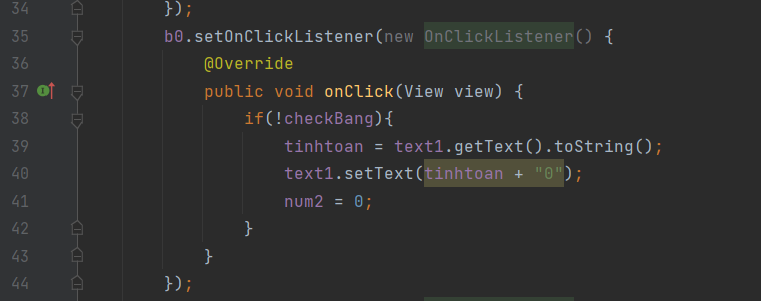 34 });
35 b0.setOnClickListener(new OnClickListener() {
36 @Override
37 public void onClick(View view) {
38 if(!checkBang){
39 tinhtoan = text1.getText().toString();
40 text1.setText(tinhtoan + "0");
41 num2 = 0;
42 }
43 }
44 });